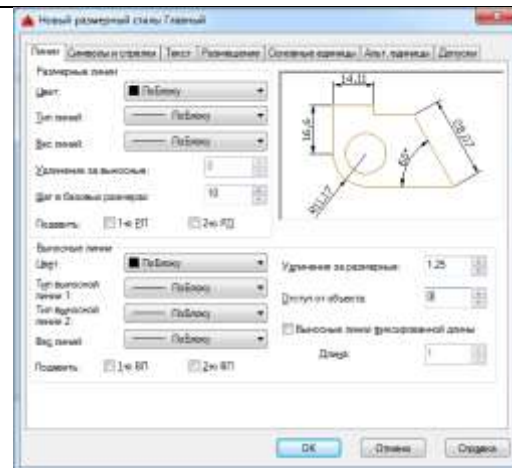 Новый размерный стиль: Главный
Линии Символы и стрелки Текст Размещение Основные единицы Альт. единицы Допуски
Размерные линии
Цвет: ПоБлоку
Тип линий: ПоБлоку
Вес линий: ПоБлоку
Удлинение за выносные: 0
Шаг в базовых размерах: 10
Подавить: 1-ю РЛ 2-ю РЛ
14,11
16,6
60°
R11,17
Выносные линии
Цвет: ПоБлоку
Тип выносной линии 1: ПоБлоку
Тип выносной линии 2: ПоБлоку
Вес линий: ПоБлоку
Подавить: 1-ю ВЛ 2-ю ВЛ
Удлинение за размерные: 1.25
Отступ от объекта:
Выносные линии фиксированной длины
Длина: 1
ОК Отмена Справка